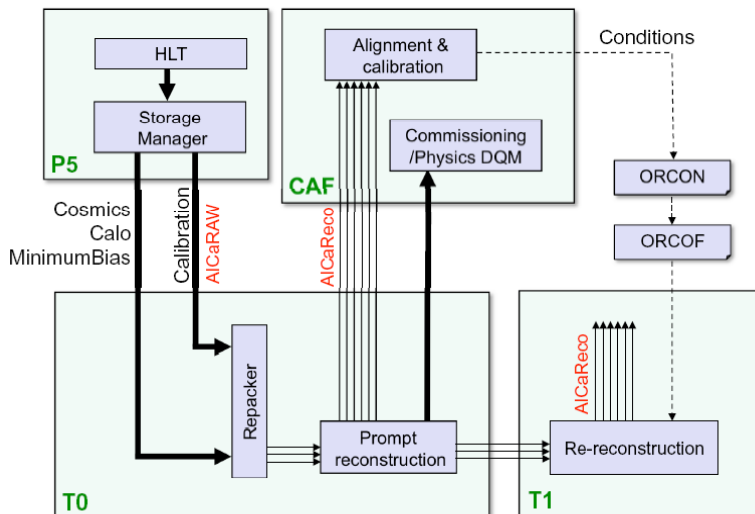 HLT
Storage
Manager
P5
Alignment &
calibration
Commissioning
/Physics DQM
CAF
Conditions
ORCON
ORCOF
Cosmics
Calo
MinimumBias
Calibration
AlCaRAW
AlCaReco
Repacker
Prompt
reconstruction
T0
AlCaReco
Re-reconstruction
T1